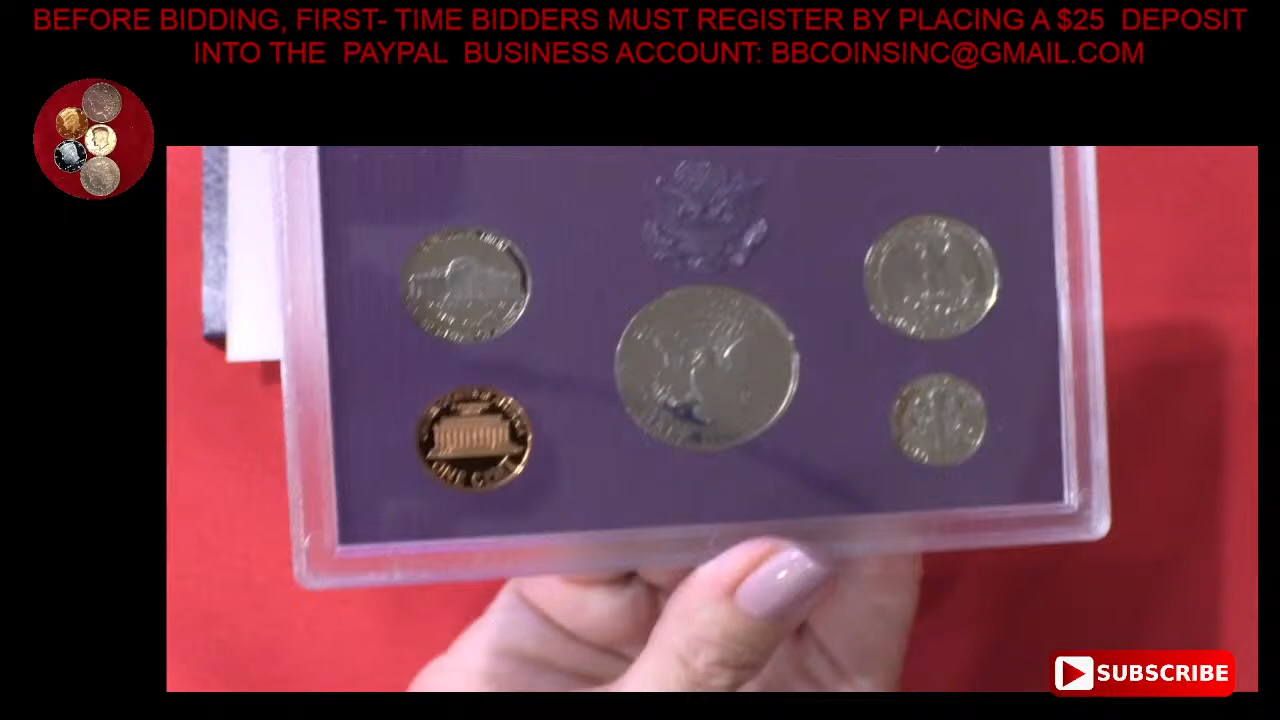 BEFORE BIDDING, FIRST- TIME BIDDERS MUST REGISTER BY PLACING A $25 DEPOSIT
INTO THE PAYPAL BUSINESS ACCOUNT: BBCOINSINC@GMAIL.COM
ONE CENT
SUBSCRIBE